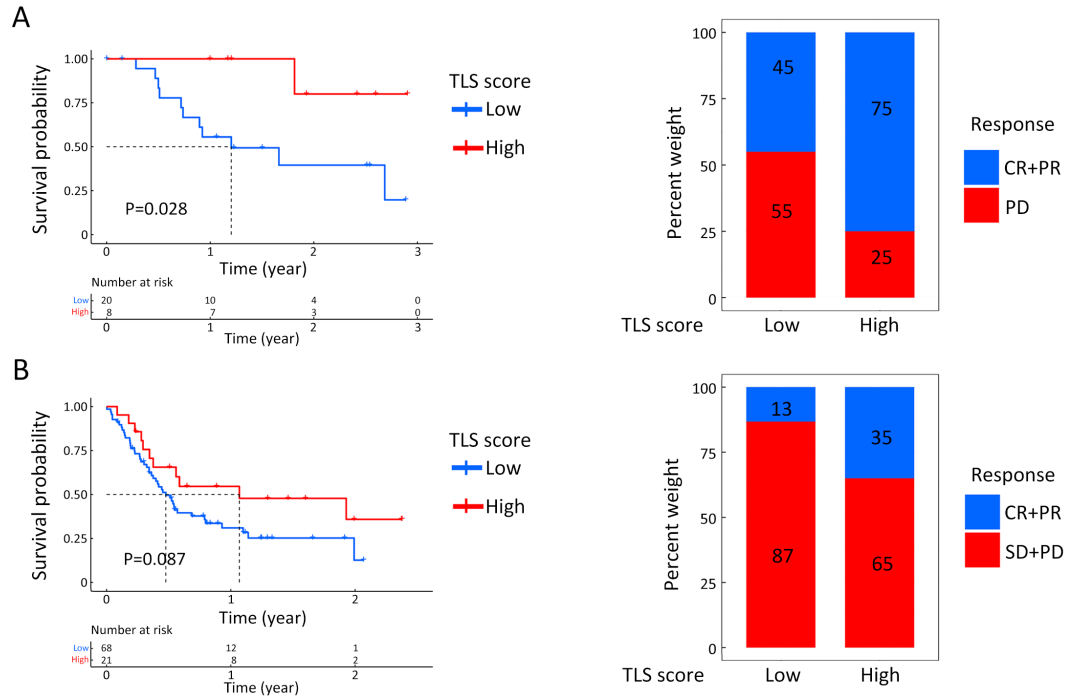 A
Survival probability
1.00
0.75
0.50
0.25
0
P=0.028
0 1 2 3
Time (year)
TLS score
Low
High
Number at risk
Low 20 10 4 0
High 8 7 3 0
0 1 2 3
Time (year)
Percent weight
100
75
50
25
0
45
55
75
25
TLS score Low High
Response
CR+PR
PD
B
Survival probability
1.00
0.75
0.50
0.25
0
P=0.087
0 1 2
Time (year)
TLS score
Low
High
Number at risk
Low 68 12 1
High 21 8 2
0 1 2
Time (year)
Percent weight
100
75
50
25
0
13
87
35
65
TLS score Low High
Response
CR+PR
SD+PD